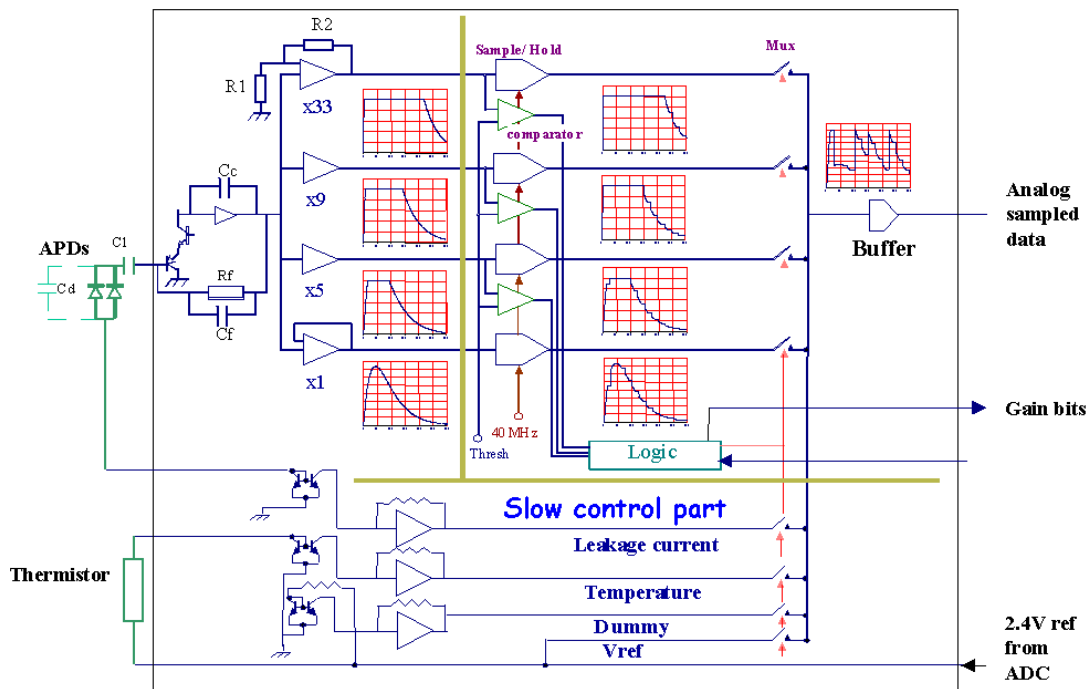 R2
Sample/ Hold
Mux
R1
x33
comparator
Cc
x9
Analog
sampled
data
Buffer
APDs
C1
Cd
Rf
x5
Cf
x1
40 MHz
Thresh
Gain bits
Logic
Slow control part
Leakage current
Thermistor
Temperature
Dummy
Vref
2.4V ref
from
ADC